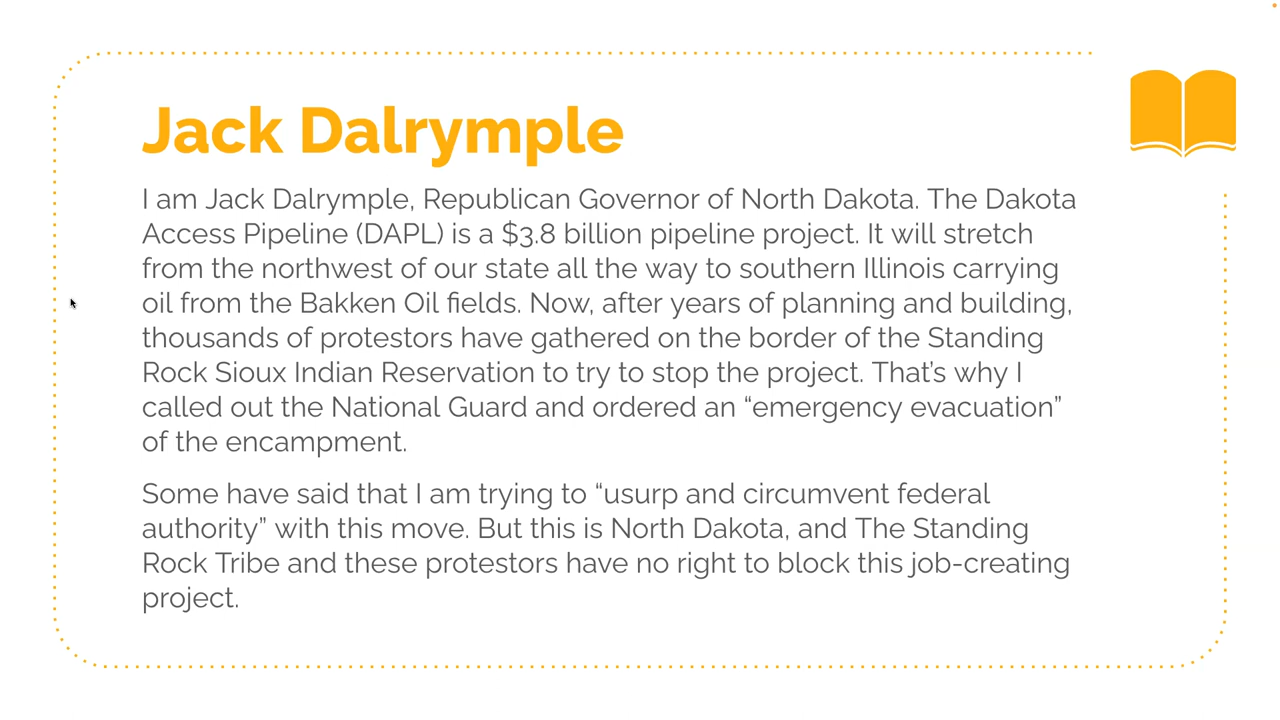 Jack Dalrymple
I am Jack Dalrymple, Republican Governor of North Dakota. The Dakota
Access Pipeline (DAPL) is a $3.8 billion pipeline project. It will stretch
from the northwest of our state all the way to southern Illinois carrying
oil from the Bakken Oil fields. Now, after years of planning and building,
thousands of protestors have gathered on the border of the Standing
Rock Sioux Indian Reservation to try to stop the project. That’s why I
called out the National Guard and ordered an “emergency evacuation”
of the encampment.
Some have said that I am trying to “usurp and circumvent federal
authority” with this move. But this is North Dakota, and The Standing
Rock Tribe and these protestors have no right to block this job-creating
project.